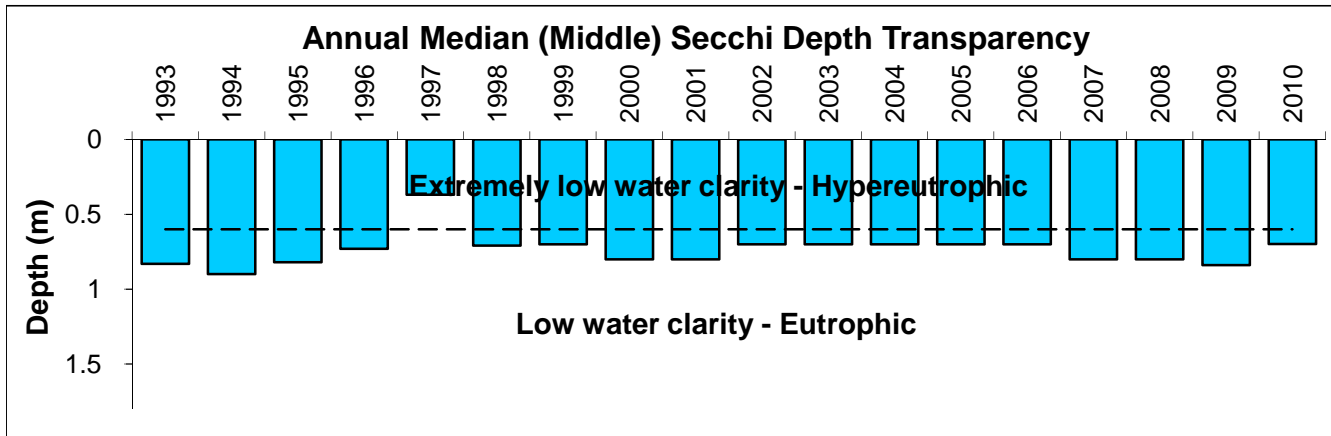 Annual Median (Middle) Secchi Depth Transparency
1993 1994 1995 1996 1997 1998 1999 2000 2001 2002 2003 2004 2005 2006 2007 2008 2009 2010
0
Extremely low water clarity - Hypereutrophic
0.5
1
Low water clarity - Eutrophic
1.5
Depth (m)